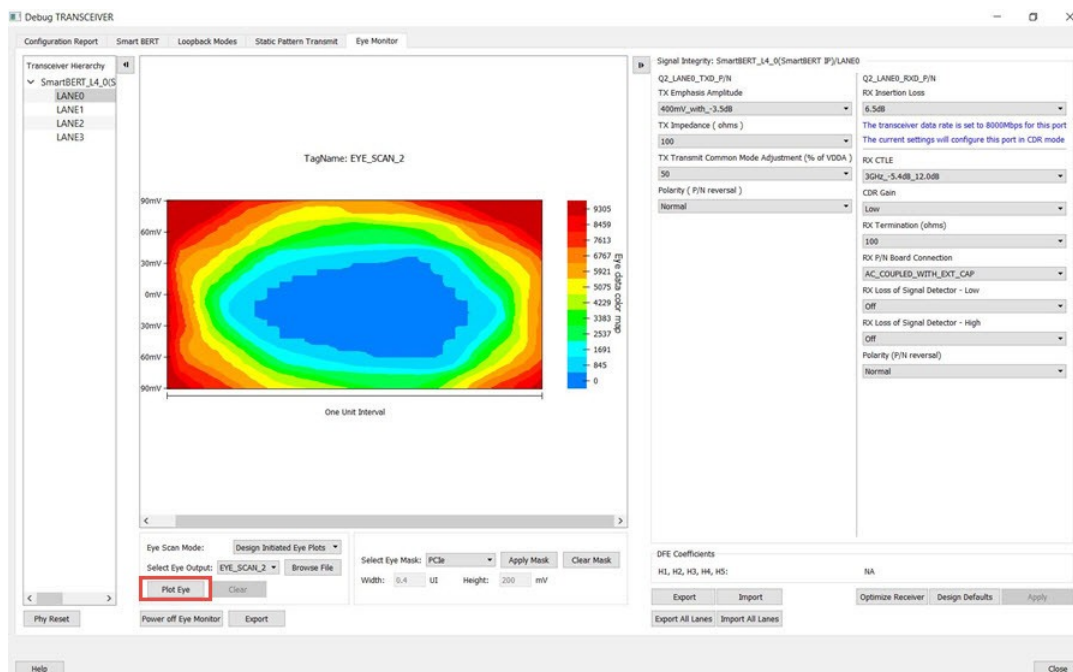 Debug TRANSCEIVER
Configuration Report
Smart BERT
Loopback Modes
Static Pattern Transmit
Eye Monitor
Transceiver Hierarchy
SmartBERT_L4_0(S
LANE0
LANE1
LANE2
LANE3
Phy Reset
TagName: EYE_SCAN_2
90mV
60mV
30mV
0mV
30mV
60mV
90mV
One Unit Interval
9305
8459
7613
6767
5921
5075
4229
3383
2537
1691
845
0
Eye data color map
Eye Scan Mode: Design Initiated Eye Plots
Select Eye Output: EYE_SCAN_2 Browse File
Plot Eye Clear
Power off Eye Monitor Export
Select Eye Mask: PCIe Apply Mask Clear Mask
Width: 0.4 UI Height: 200 mV
Signal Integrity: SmartBERT_L4_0(SmartBERT IP)/LANE0
Q2_LANE0_TXD_P/N
TX Emphasis Amplitude
400mV_with_-3.5dB
TX Impedance ( ohms )
100
TX Transmit Common Mode Adjustment (% of VDDA )
50
Polarity ( P/N reversal )
Normal
Q2_LANE0_RXD_P/N
RX Insertion Loss
6.5dB
The transceiver data rate is set to 8000Mbps for this port
The current settings will configure this port in CDR mode
RX CTLE
3GHz_-5.4dB_12.0dB
CDR Gain
Low
RX Termination (ohms)
100
RX P/N Board Connection
AC_COUPLED_WITH_EXT_CAP
RX Loss of Signal Detector - Low
Off
RX Loss of Signal Detector - High
Off
Polarity (P/N reversal)
Normal
DFE Coefficients
H1, H2, H3, H4, H5: NA
Export Import Optimize Receiver Design Defaults Apply
Export All Lanes Import All Lanes
Help Close